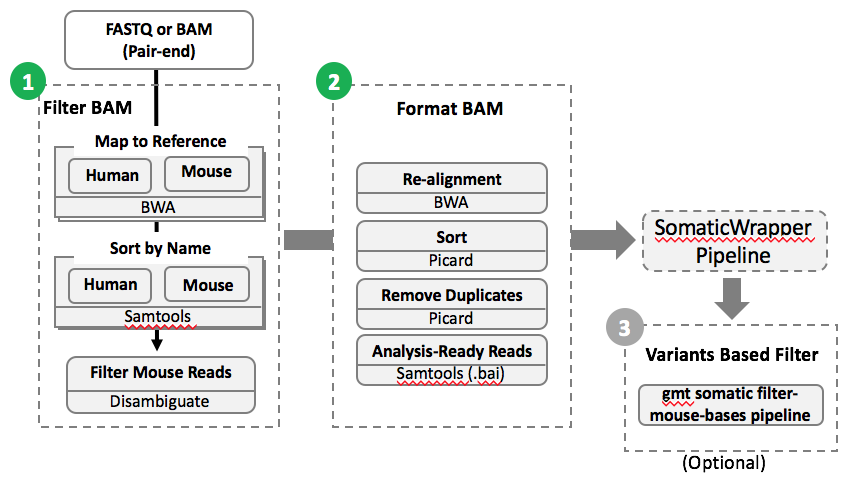 FASTQ or BAM
(Pair-end)
1
Filter BAM
Map to Reference
Human
Mouse
BWA
Sort by Name
Human
Mouse
Samtools
Filter Mouse Reads
Disambiguate
2
Format BAM
Re-alignment
BWA
Sort
Picard
Remove Duplicates
Picard
Analysis-Ready Reads
Samtools (.bai)
SomaticWrapper
Pipeline
3
Variants Based Filter
gmt somatic filter-
mouse-bases pipeline
(Optional)